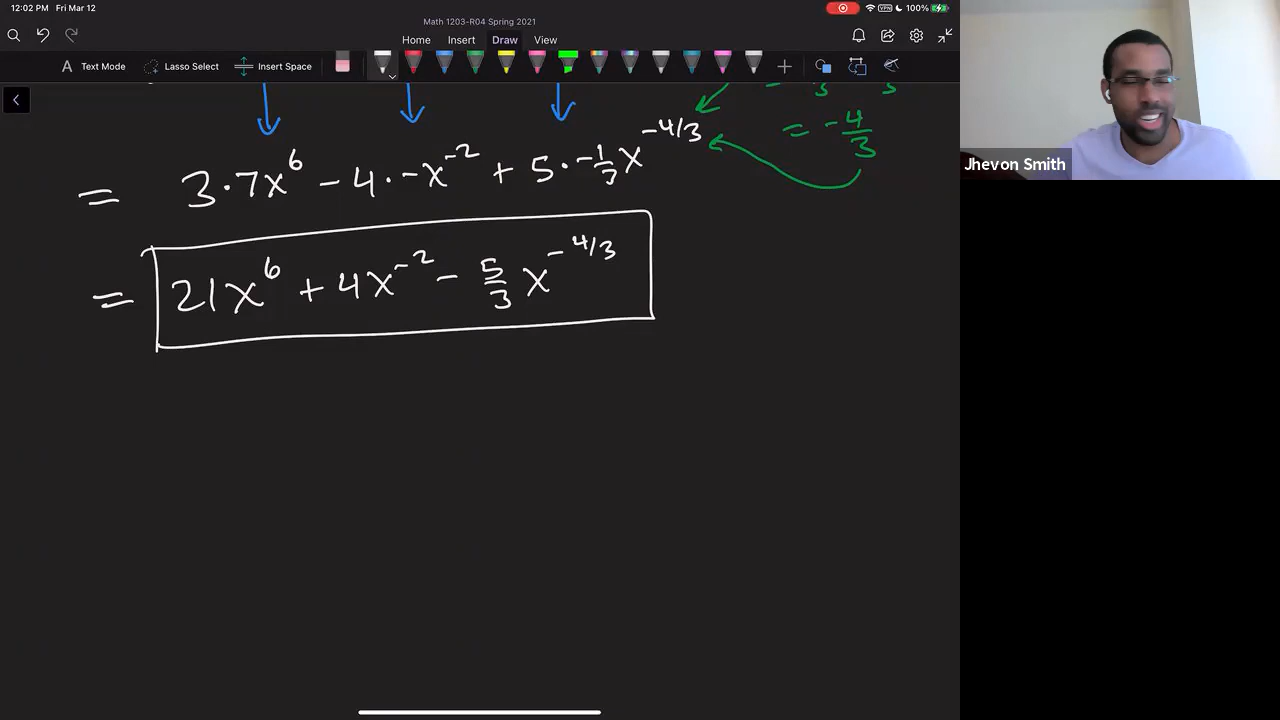 12:02 PM Fri Mar 12
100%
Math 1203-R04 Spring 2021
Home Insert Draw View
A Text Mode Lasso Select Insert Space
= -4/3
= 3·7x^6 - 4·-x^-2 + 5·-1/3x^-4/3
= 21x^6 + 4x^-2 - 5/3 x^-4/3
Jhevon Smith